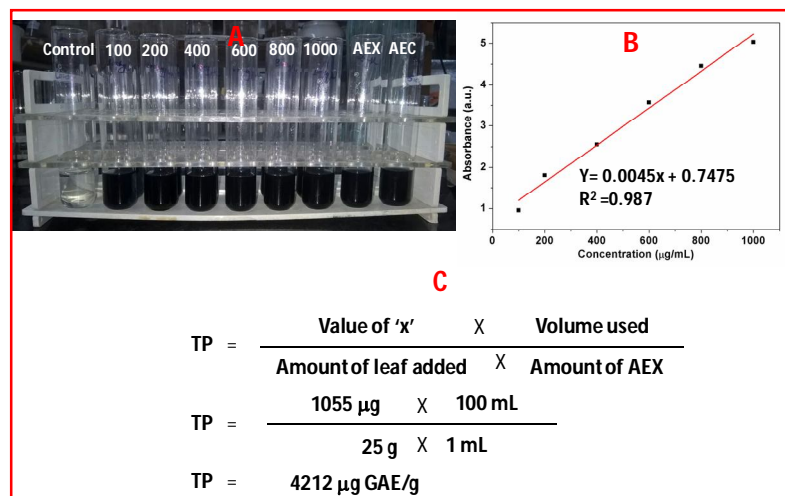 A
Control 100 200 400 600 800 1000 AEX AEC
B
Absorbance (a.u.)
5
4
3
2
1
Y= 0.0045x + 0.7475
R² =0.987
0 200 400 600 800 1000
Concentration (µg/mL)
C
TP = Value of ‘x’ X Volume used
Amount of leaf added X Amount of AEX
TP = 1055 µg X 100 mL
25 g X 1 mL
TP = 4212 µg GAE/g